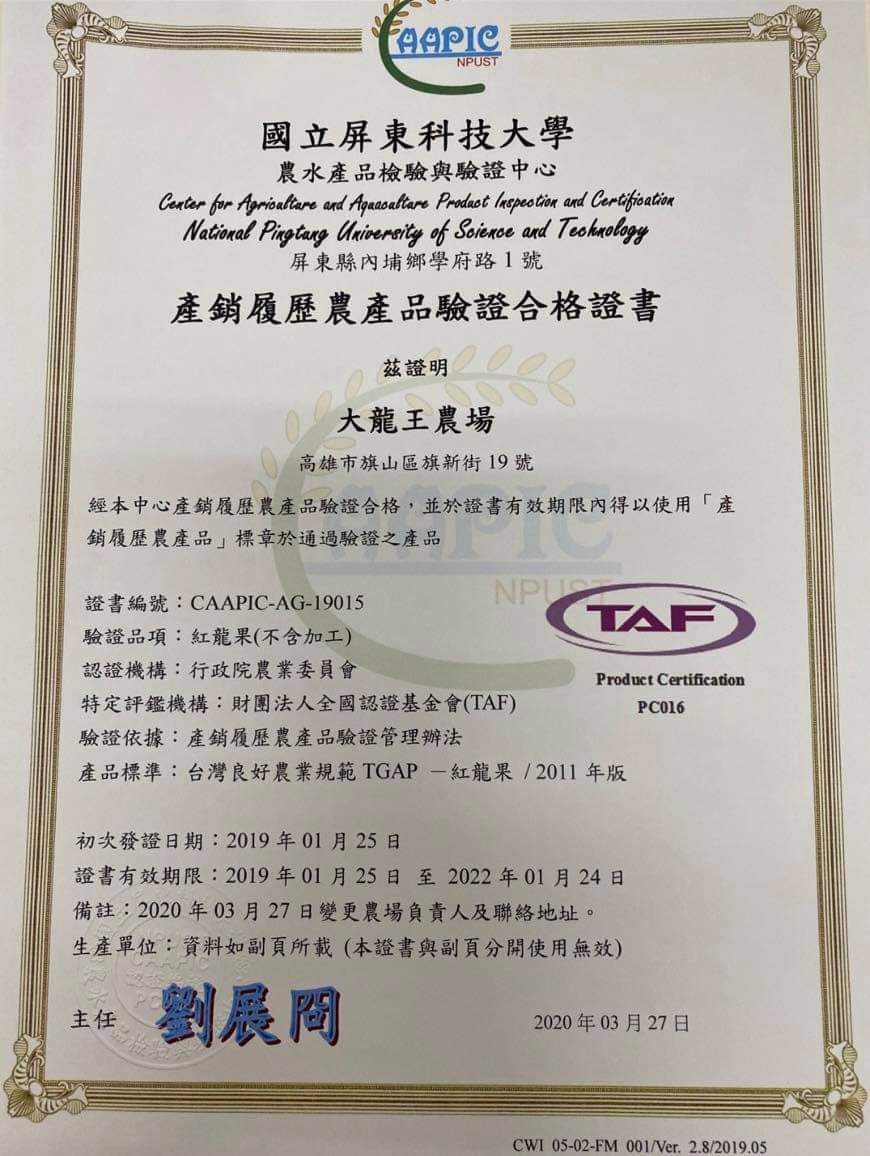 CAAPIC
NPUST
國立屏東科技大學
農水產品檢驗與驗證中心
Center for Agriculture and Aquaculture Product Inspection and Certification
National Pingtung University of Science and Technology
屏東縣內埔鄉學府路1號
產銷履歷農產品驗證合格證書
茲證明
大龍王農場
高雄市旗山區旗新街19號
經本中心產銷履歷農產品驗證合格，並於證書有效期限內得以使用「產
銷履歷農產品」標章於通過驗證之產品
CAAPIC
NPUST
證書編號：CAAPIC-AG-19015
驗證品項：紅龍果(不含加工)
認證機構：行政院農業委員會
特定評鑑機構：財團法人全國認證基金會(TAF)
驗證依據：產銷履歷農產品驗證管理辦法
產品標準：台灣良好農業規範 TGAP －紅龍果 / 2011 年版
TAF
Product Certification
PC016
初次發證日期：2019 年 01 月 25 日
證書有效期限：2019 年 01 月 25 日 至 2022 年 01 月 24 日
備註：2020 年 03 月 27 日變更農場負責人及聯絡地址。
生產單位：資料如副頁所載 (本證書與副頁分開使用無效)
主任 劉展冏
2020 年 03 月 27 日
CWI 05-02-FM 001/Ver. 2.8/2019.05